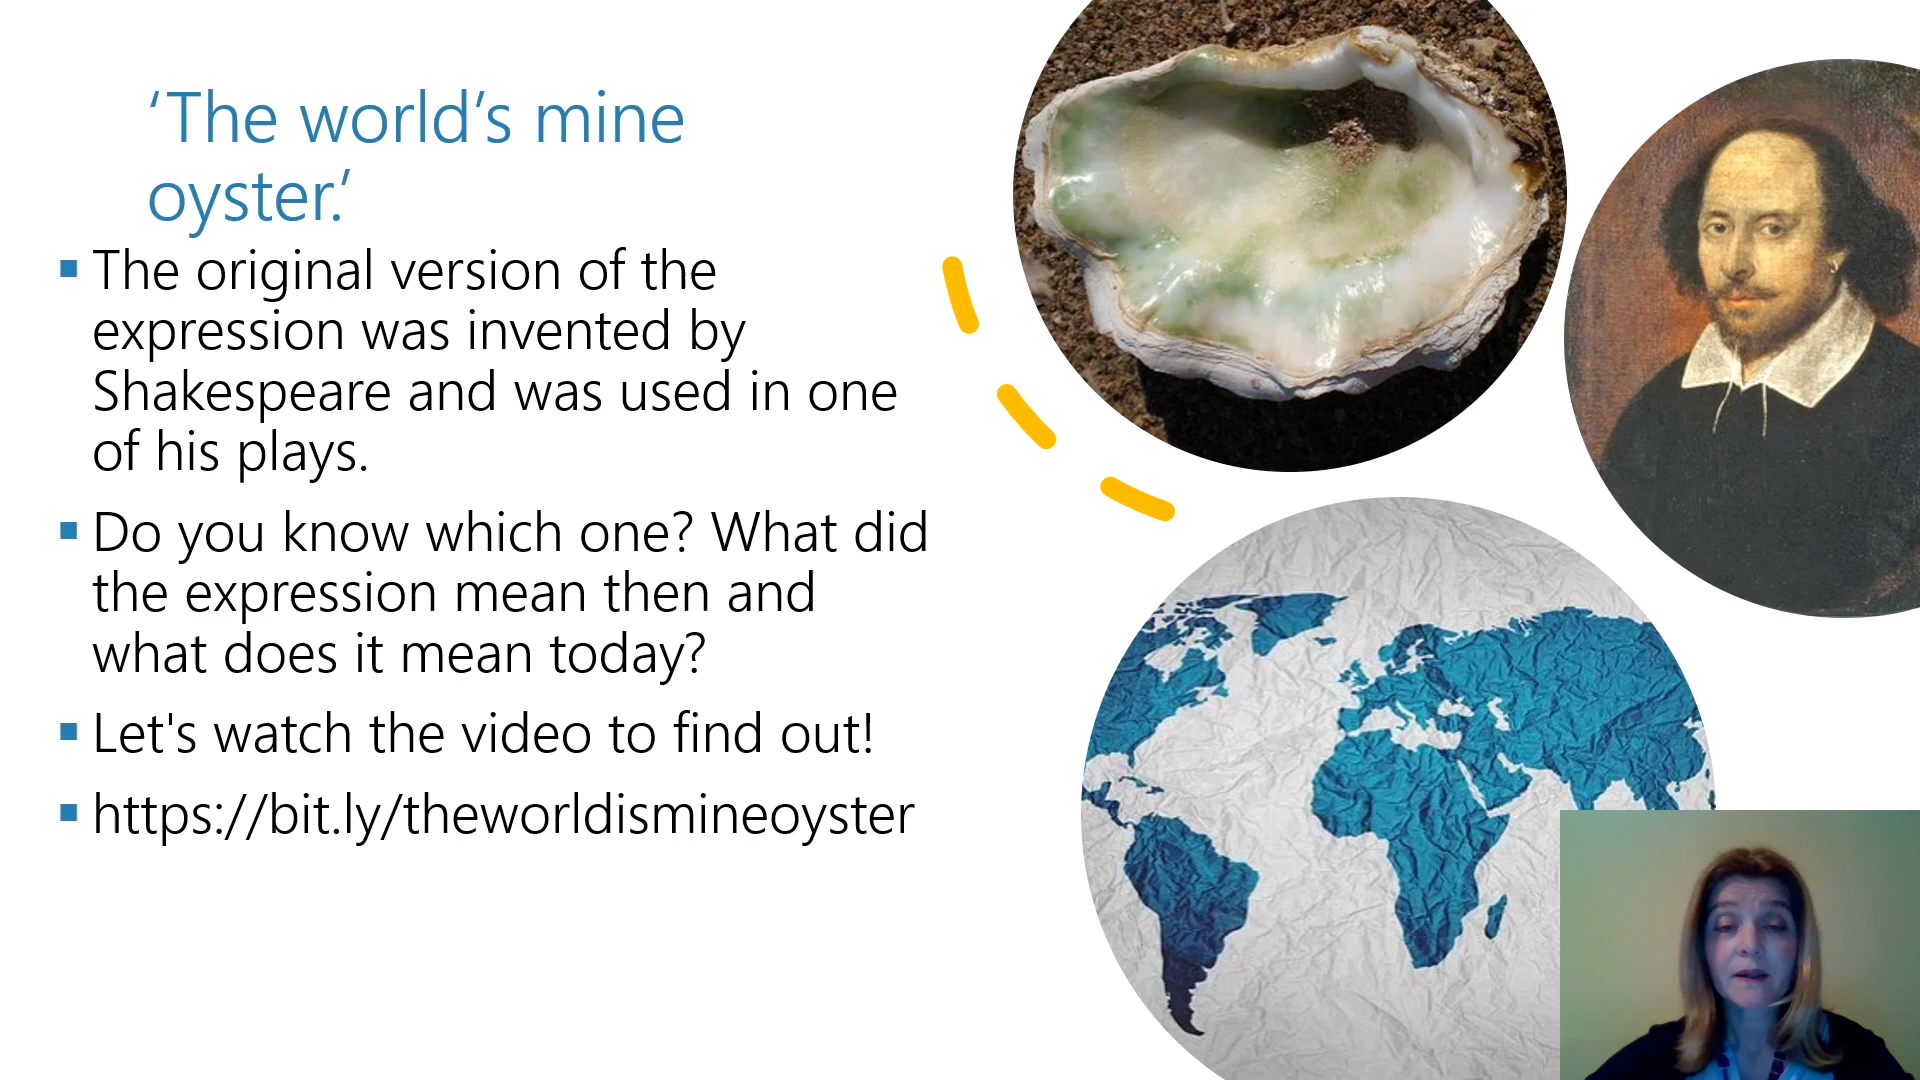 ‘The world’s mine
oyster.’
▪ The original version of the
expression was invented by
Shakespeare and was used in one
of his plays.
▪ Do you know which one? What did
the expression mean then and
what does it mean today?
▪ Let's watch the video to find out!
▪ https://bit.ly/theworldismineoyster